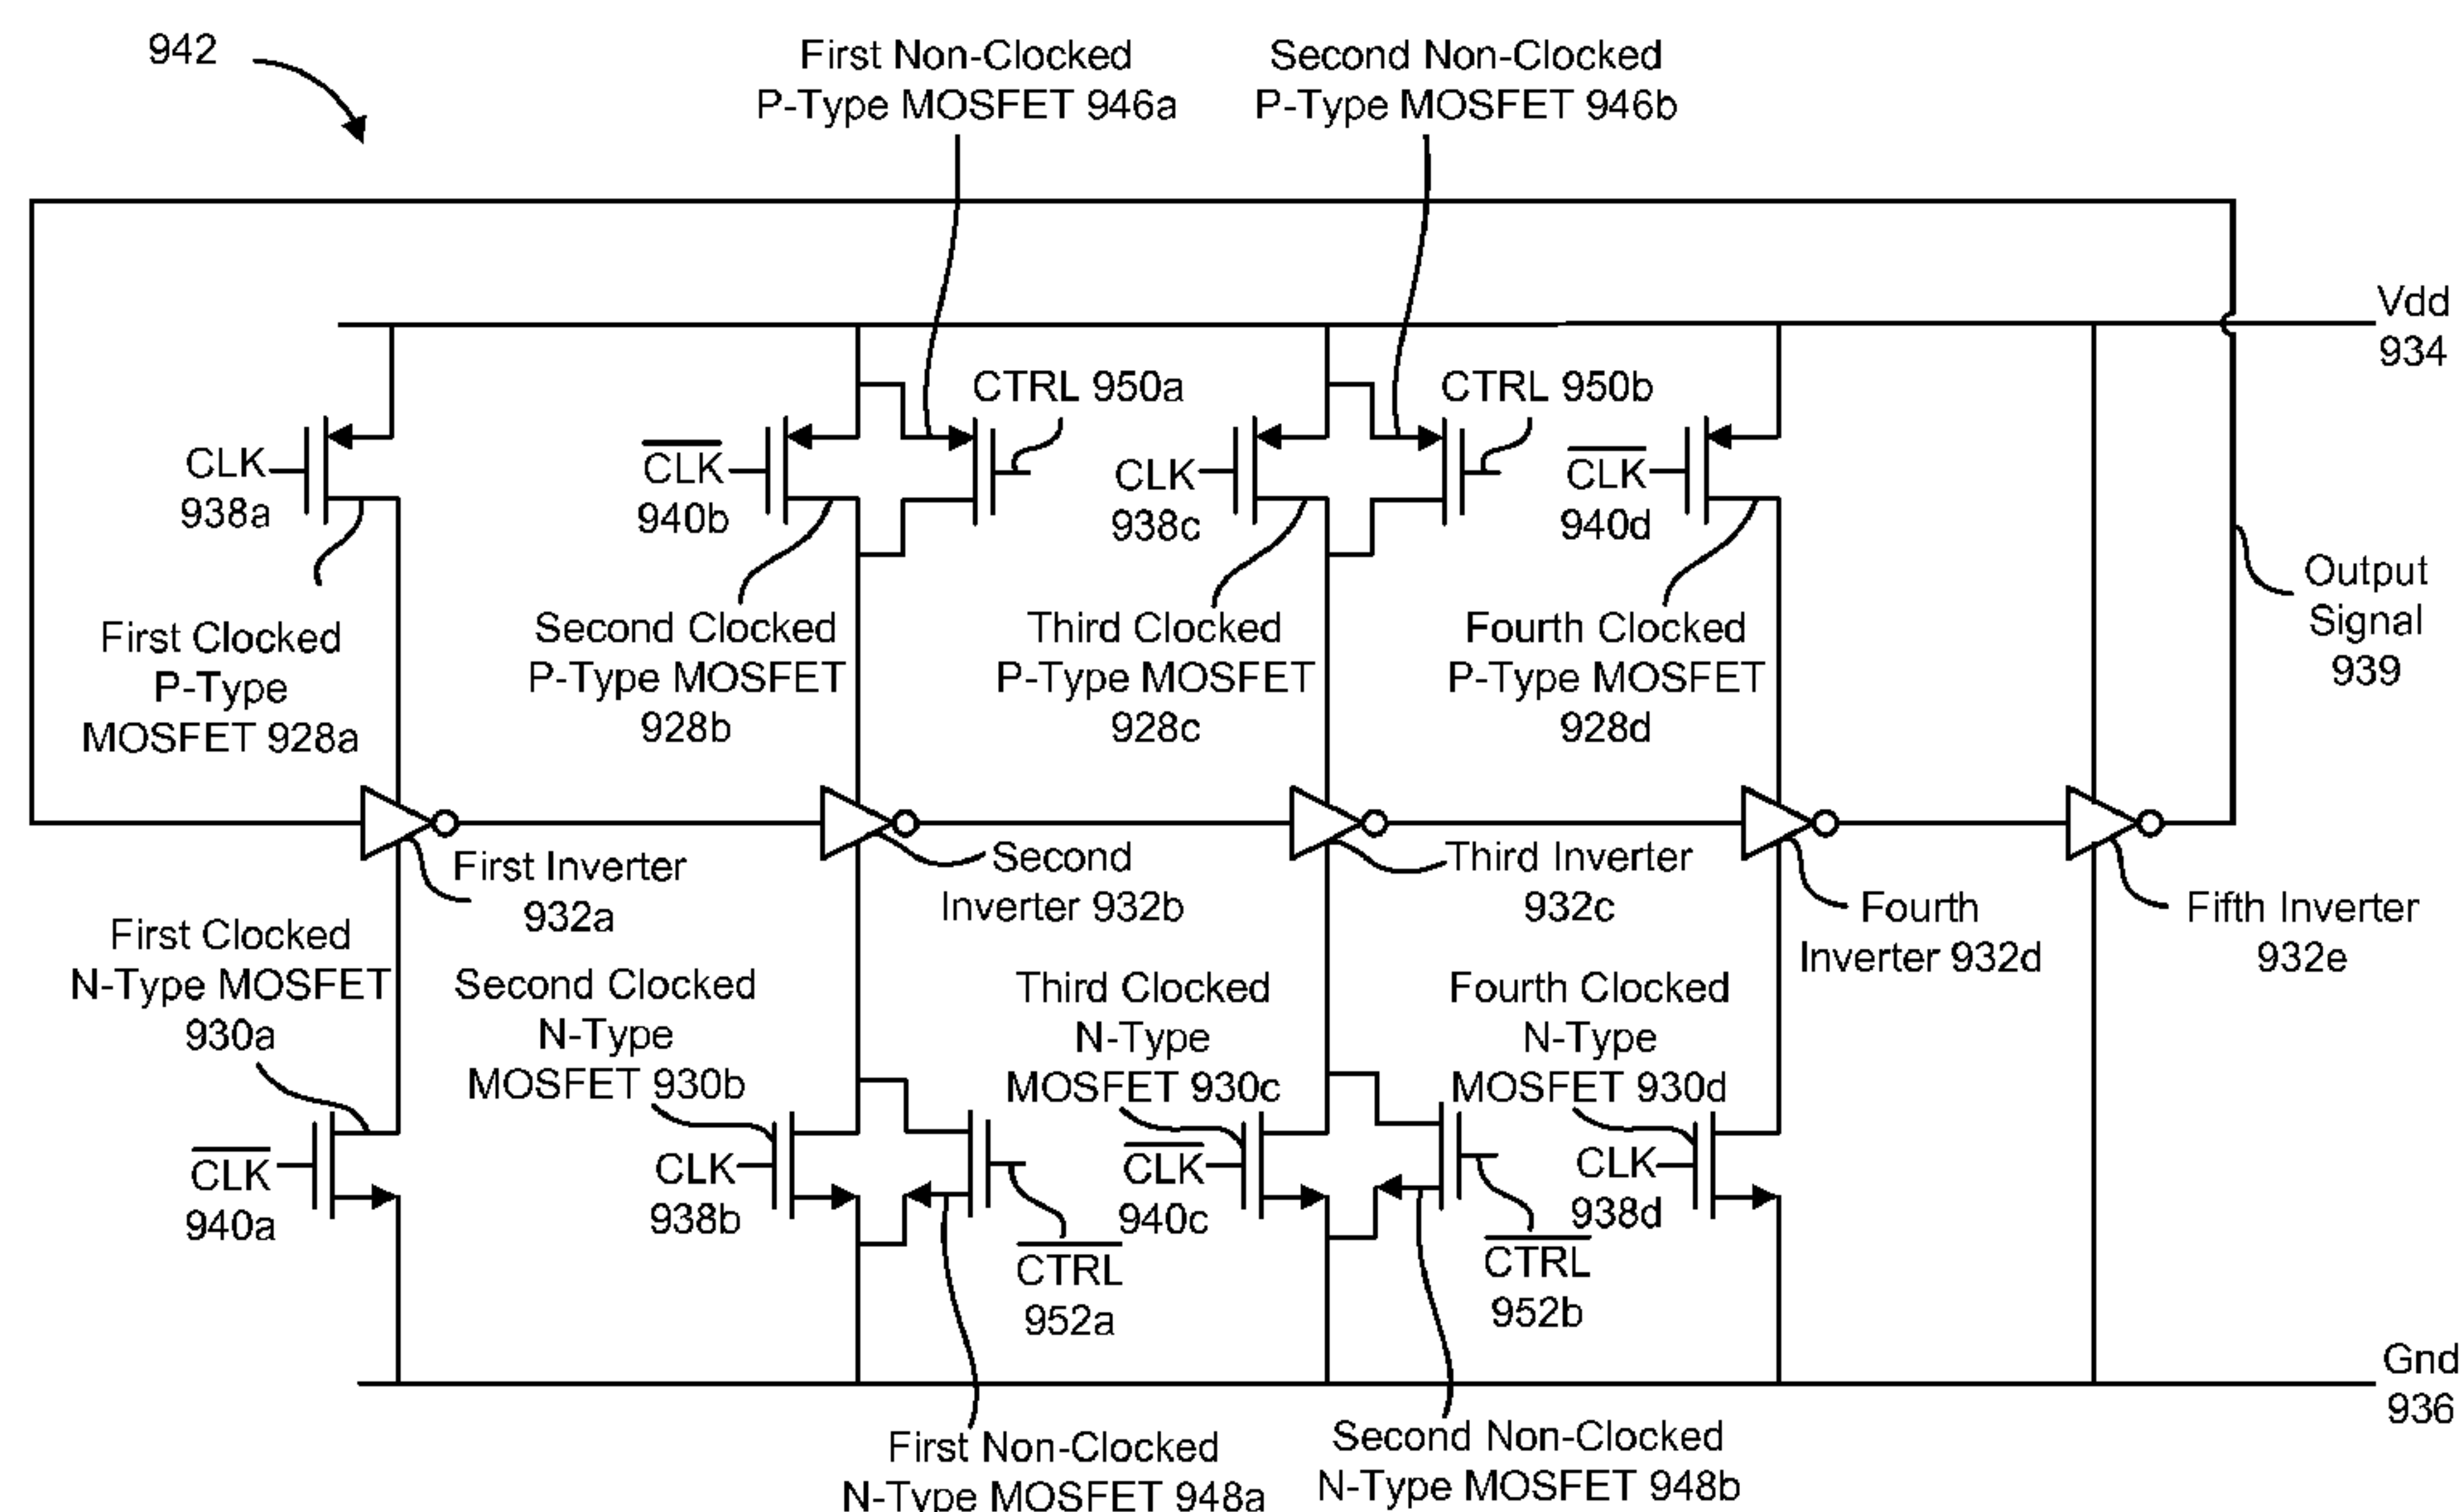 942
First Non-Clocked
P-Type MOSFET 946a
Second Non-Clocked
P-Type MOSFET 946b
Vdd
934
CTRL 950a
CTRL 950b
CLK
938a
CLK
940b
CLK
938c
CLK
940d
Output
Signal
939
First Clocked
P-Type
MOSFET 928a
Second Clocked
P-Type MOSFET
928b
Third Clocked
P-Type MOSFET
928c
Fourth Clocked
P-Type MOSFET
928d
First Inverter
932a
Second
Inverter 932b
Third Inverter
932c
Fourth
Inverter 932d
Fifth Inverter
932e
First Clocked
N-Type MOSFET
930a
Second Clocked
N-Type
MOSFET 930b
Third Clocked
N-Type
MOSFET 930c
Fourth Clocked
N-Type
MOSFET 930d
CLK
940a
CLK
938b
CLK
940c
CLK
938d
CTRL
952a
CTRL
952b
Gnd
936
First Non-Clocked
N-Type MOSFET 948a
Second Non-Clocked
N-Type MOSFET 948b